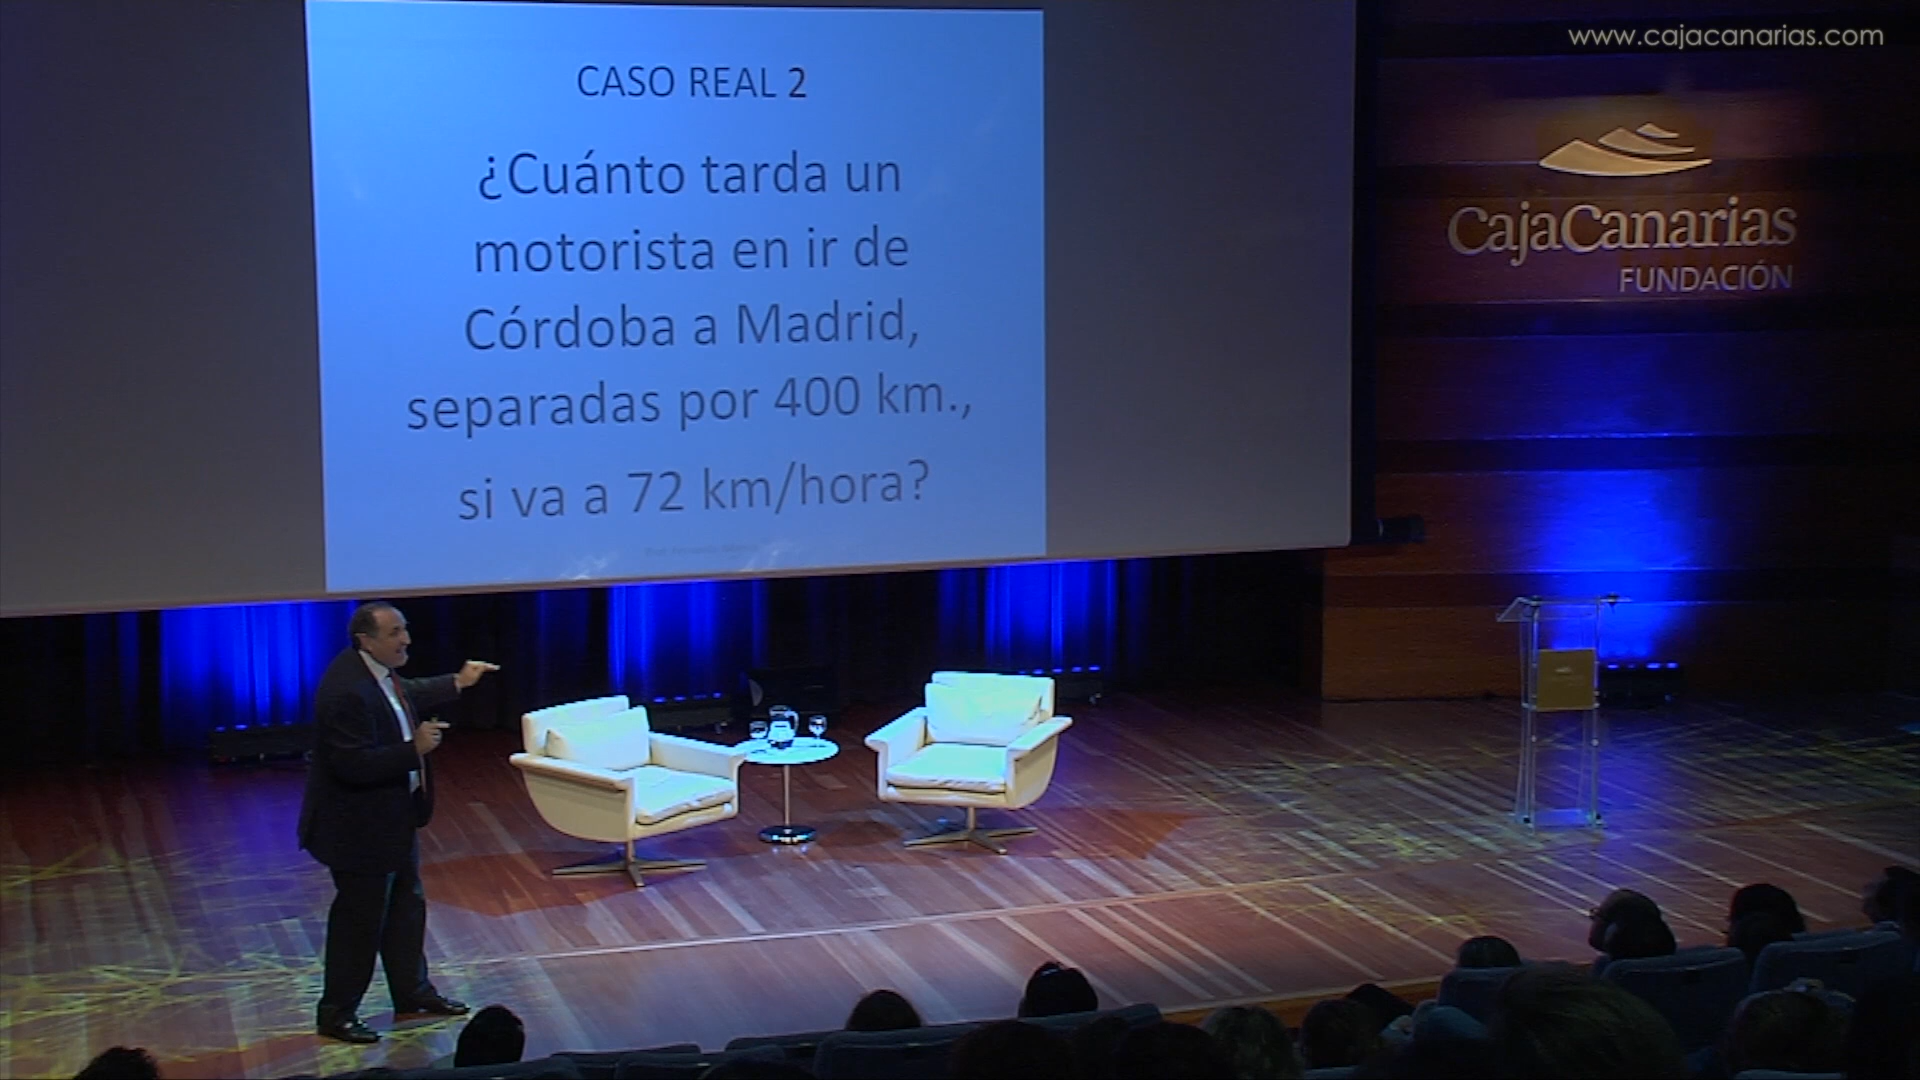 www.cajacanarias.com
CASO REAL 2
¿Cuánto tarda un
motorista en ir de
Córdoba a Madrid,
separadas por 400 km.,
si va a 72 km/hora?
CajaCanarias
FUNDACIÓN